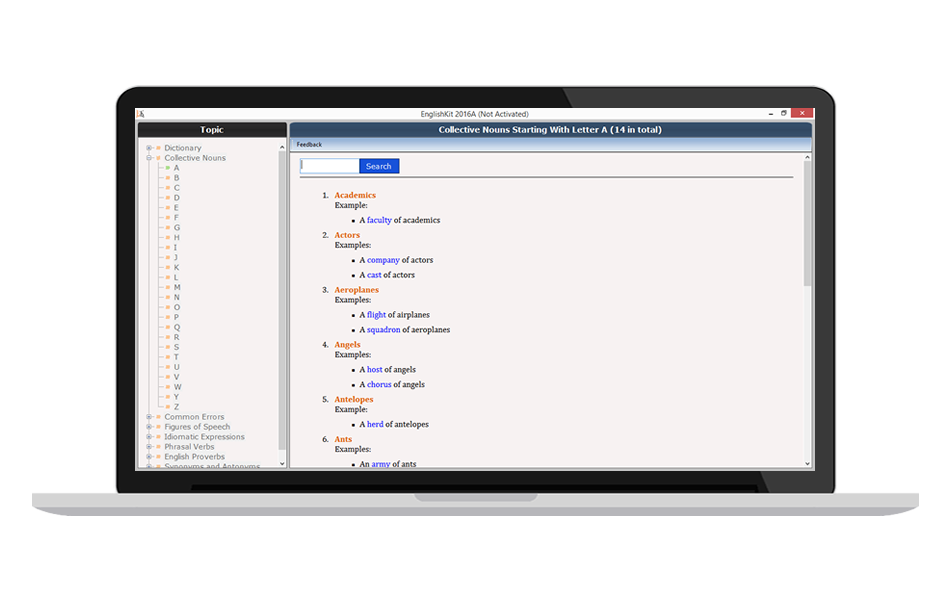 EnglishKit 2016A (Not Activated)
Topic
Dictionary
Collective Nouns
A
B
C
D
E
F
G
H
I
J
K
L
M
N
O
P
Q
R
S
T
U
V
W
Y
Z
Common Errors
Figures of Speech
Idiomatic Expressions
Phrasal Verbs
English Proverbs
Synonyms and Antonyms
Collective Nouns Starting With Letter A (14 in total)
Feedback
Search
1. Academics
Example:
▪ A faculty of academics
2. Actors
Examples:
▪ A company of actors
▪ A cast of actors
3. Aeroplanes
Examples:
▪ A flight of airplanes
▪ A squadron of aeroplanes
4. Angels
Examples:
▪ A host of angels
▪ A chorus of angels
5. Antelopes
Example:
▪ A herd of antelopes
6. Ants
Examples:
▪ An army of ants